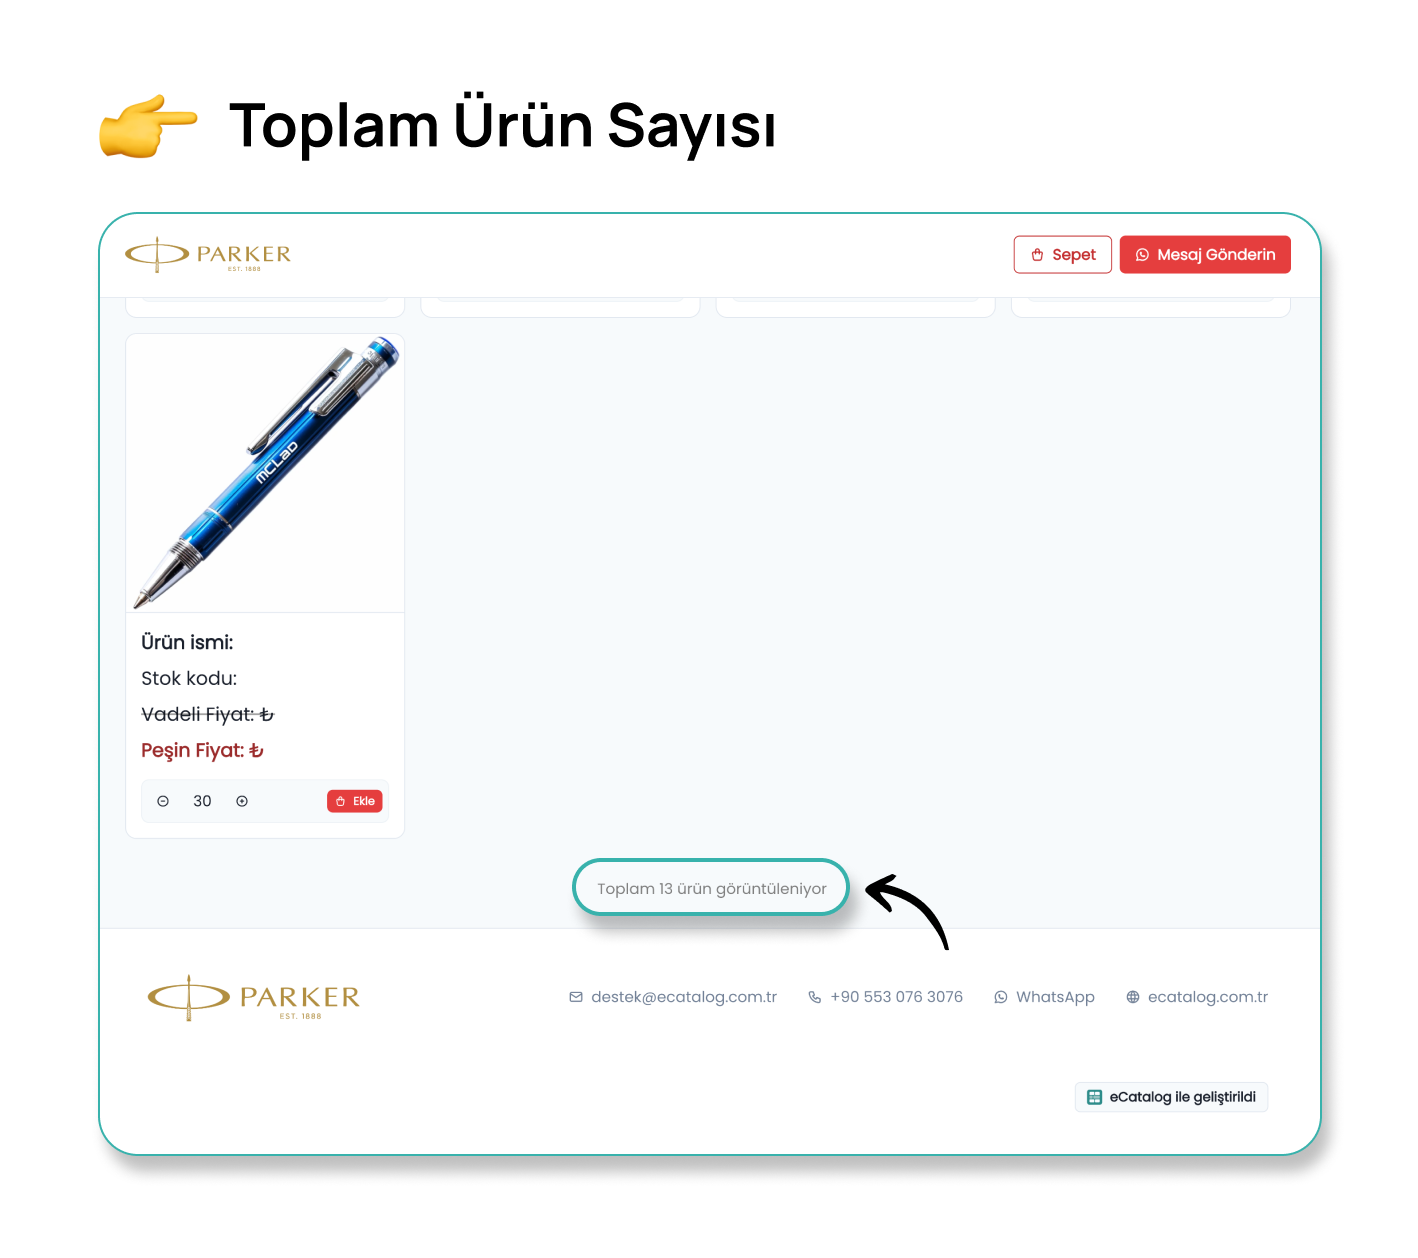 Toplam Ürün Sayısı
PARKER
EST. 1888
Sepet
Mesaj Gönderin
mCLaD
Ürün ismi:
Stok kodu:
Vadeli Fiyat: ₺
Peşin Fiyat: ₺
30
Ekle
Toplam 13 ürün görüntüleniyor
PARKER
EST. 1888
destek@ecatalog.com.tr
+90 553 076 3076
WhatsApp
ecatalog.com.tr
eCatalog ile geliştirildi